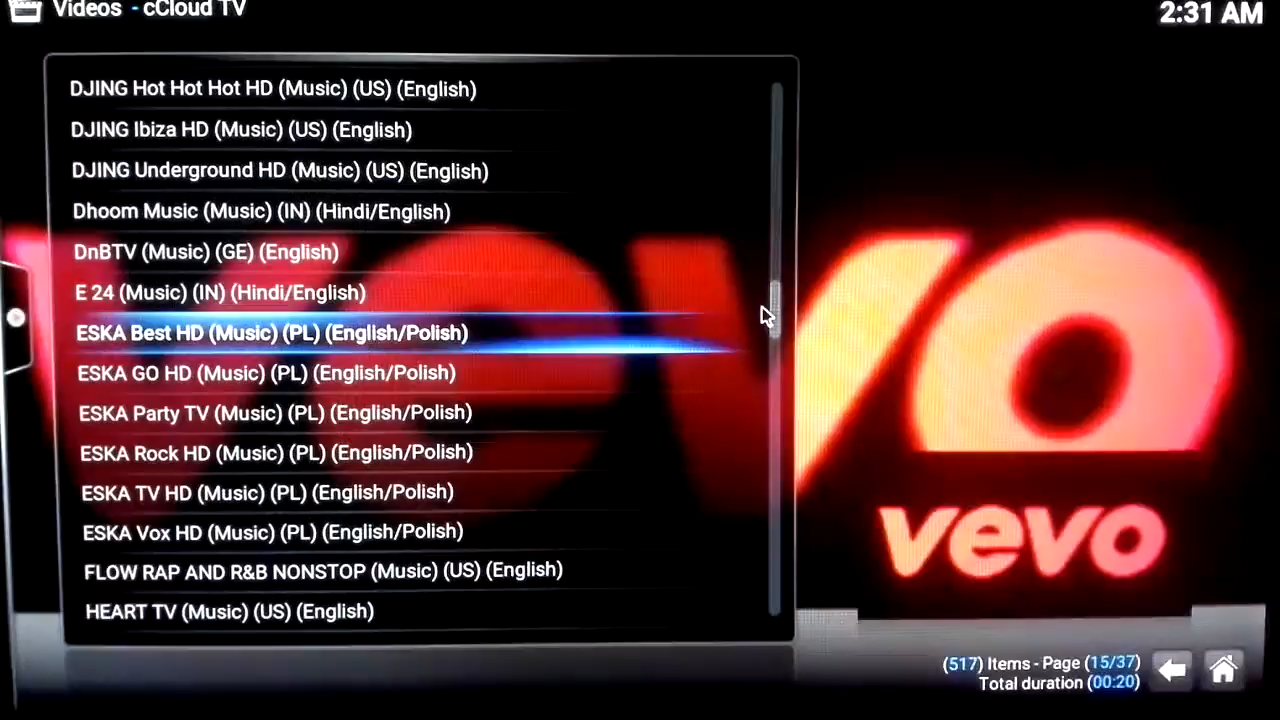 Videos - cCloud TV
2:31 AM
DJING Hot Hot Hot HD (Music) (US) (English)
DJING Ibiza HD (Music) (US) (English)
DJING Underground HD (Music) (US) (English)
Dhoom Music (Music) (IN) (Hindi/English)
DnBTV (Music) (GE) (English)
E 24 (Music) (IN) (Hindi/English)
ESKA Best HD (Music) (PL) (English/Polish)
ESKA GO HD (Music) (PL) (English/Polish)
ESKA Party TV (Music) (PL) (English/Polish)
ESKA Rock HD (Music) (PL) (English/Polish)
ESKA TV HD (Music) (PL) (English/Polish)
ESKA Vox HD (Music) (PL) (English/Polish)
FLOW RAP AND R&B NONSTOP (Music) (US) (English)
HEART TV (Music) (US) (English)
vevo
vevo
(517) Items - Page (15/37)
Total duration (00:20)